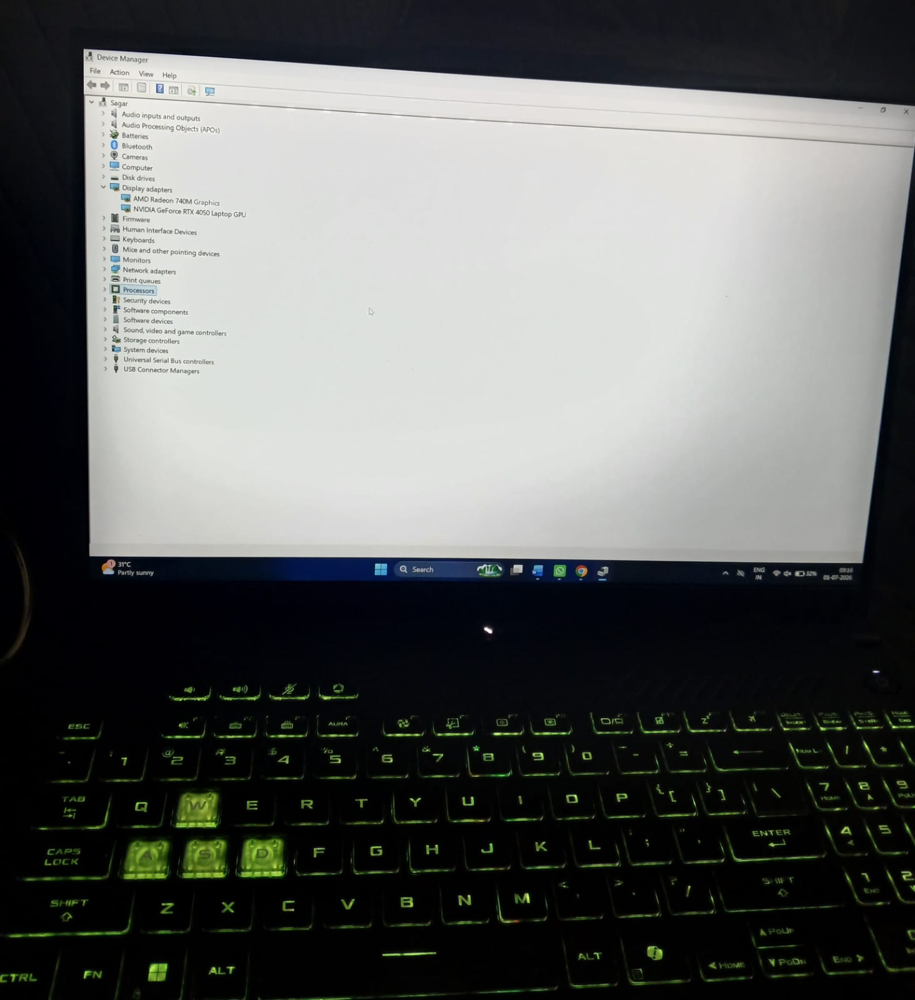 Device Manager
File Action View Help
Sagar
Audio inputs and outputs
Audio Processing Objects (APOs)
Batteries
Bluetooth
Cameras
Computer
Disk drives
Display adapters
AMD Radeon 740M Graphics
NVIDIA GeForce RTX 4050 Laptop GPU
Firmware
Human Interface Devices
Keyboards
Mice and other pointing devices
Monitors
Network adapters
Print queues
Processors
Security devices
Software components
Software devices
Sound, video and game controllers
Storage controllers
System devices
Universal Serial Bus controllers
USB Connector Managers
1
31°C
Partly sunny
Search
ENG
IN
32%
09:16
01-07-2026
ESC AURA INSERT END
1 @ 2 3 4 5 ^ 6 7 * 8 ( 9 ) 0 - + = NUM L / *
TAB Q W E R T Y U I O P { [ } ] | \ 7 HOME 8 9 PGU
CAPS LOCK A S D F G H J K L : ; " ' ENTER 4 5
SHIFT Z X C V B N M < , > . ? / SHIFT 1 END 2
CTRL FN ALT ALT PGUP
HOME PGDN END